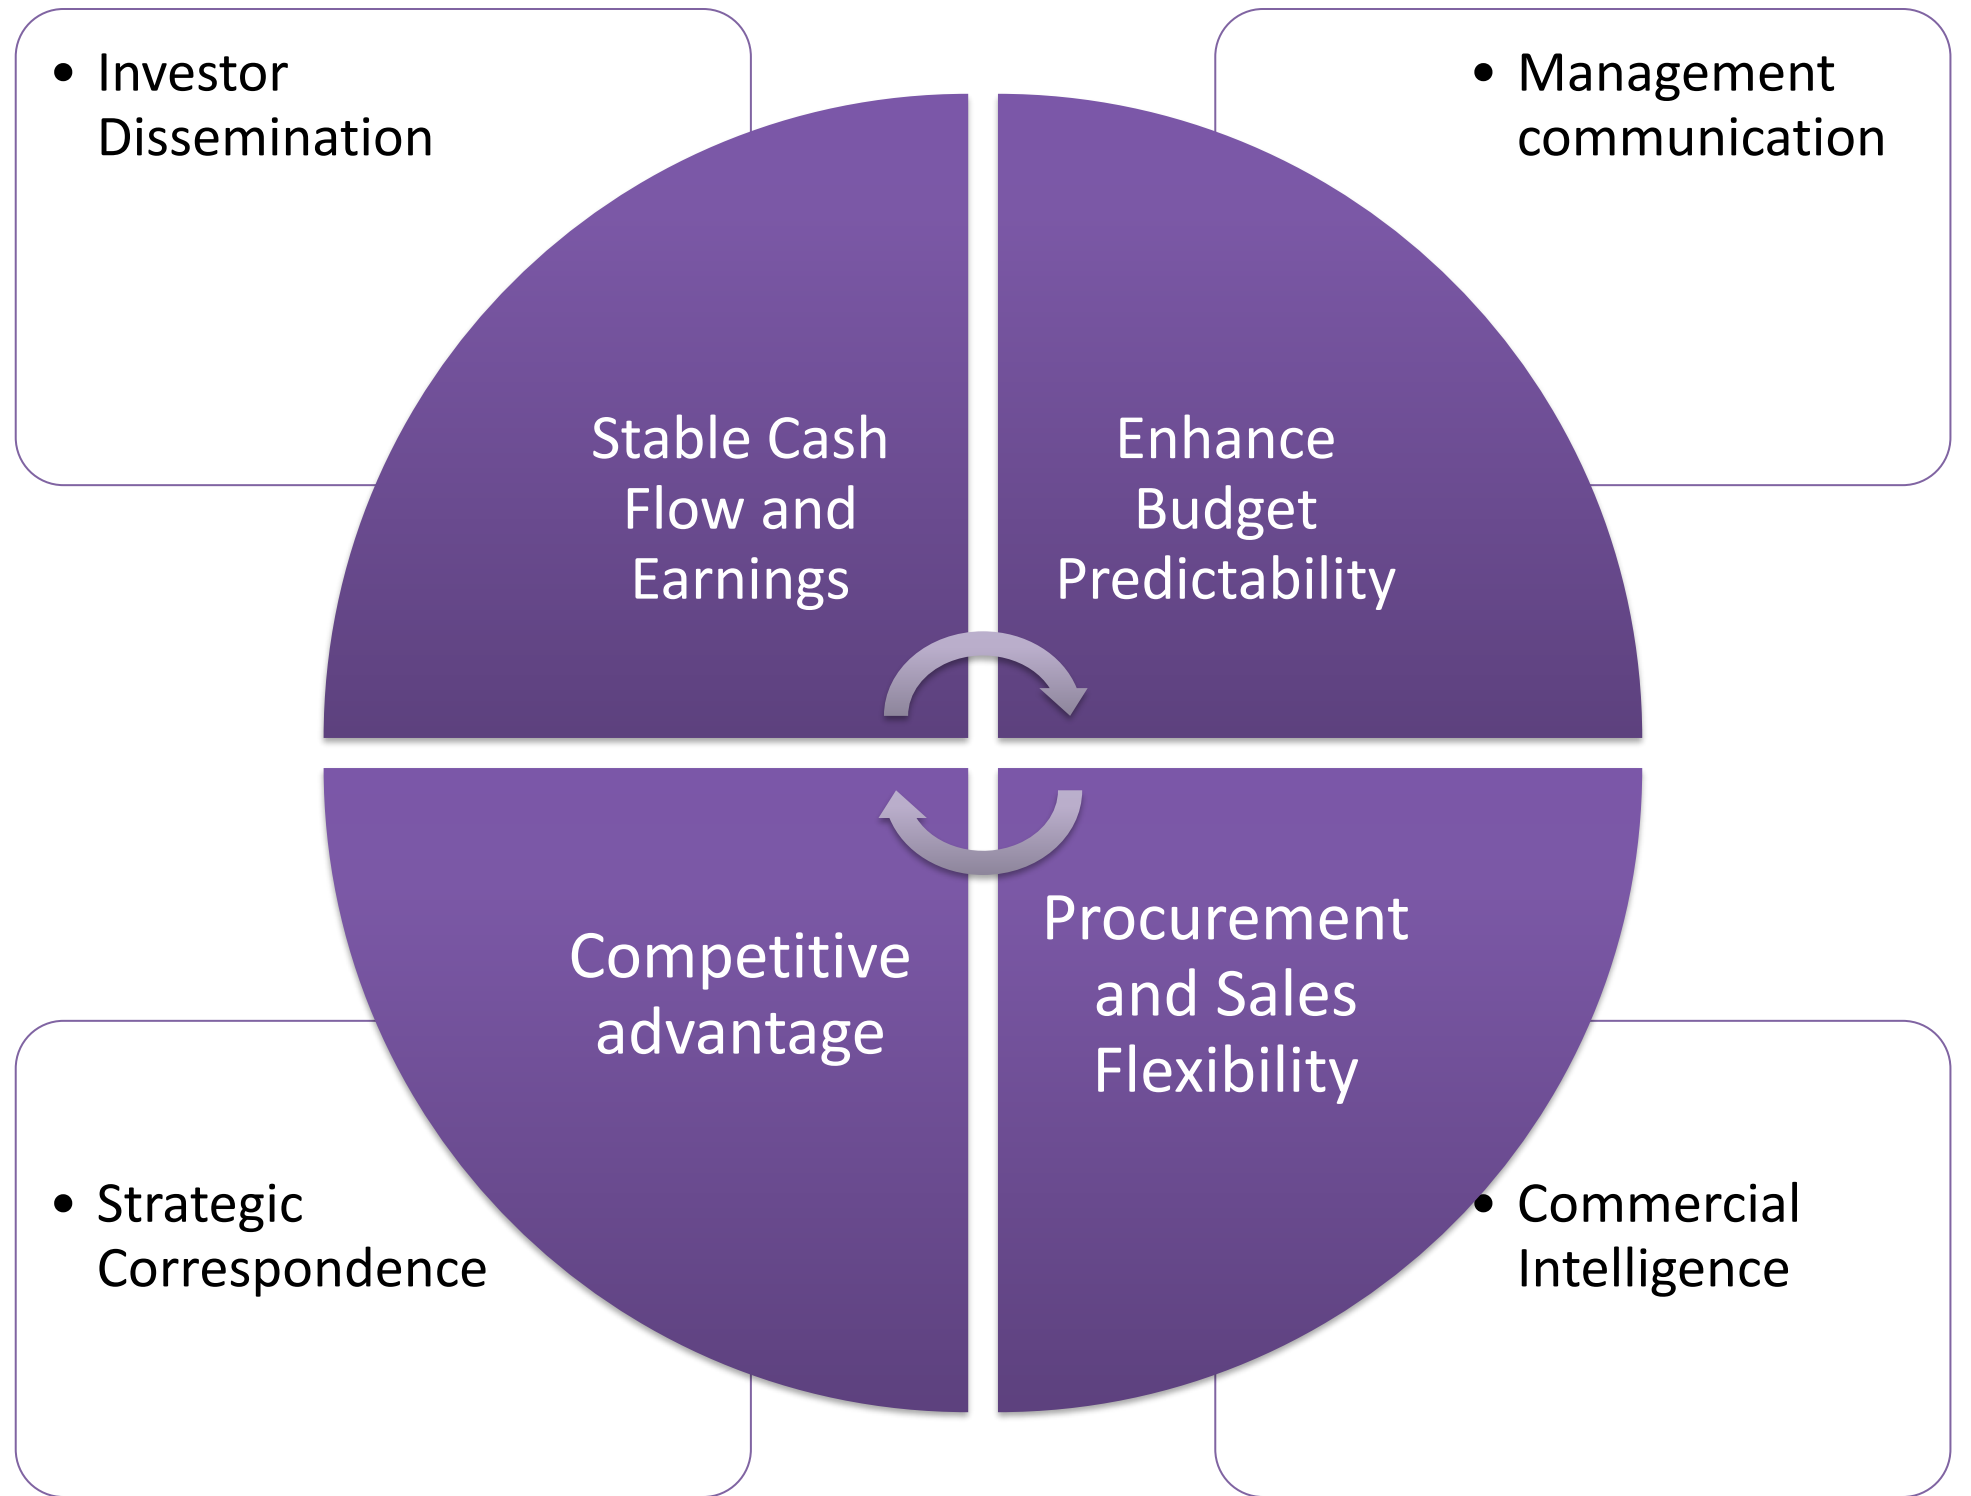 • Investor
Dissemination
• Management
communication
Stable Cash
Flow and
Earnings
Enhance
Budget
Predictability
Competitive
advantage
Procurement
and Sales
Flexibility
• Strategic
Correspondence
• Commercial
Intelligence